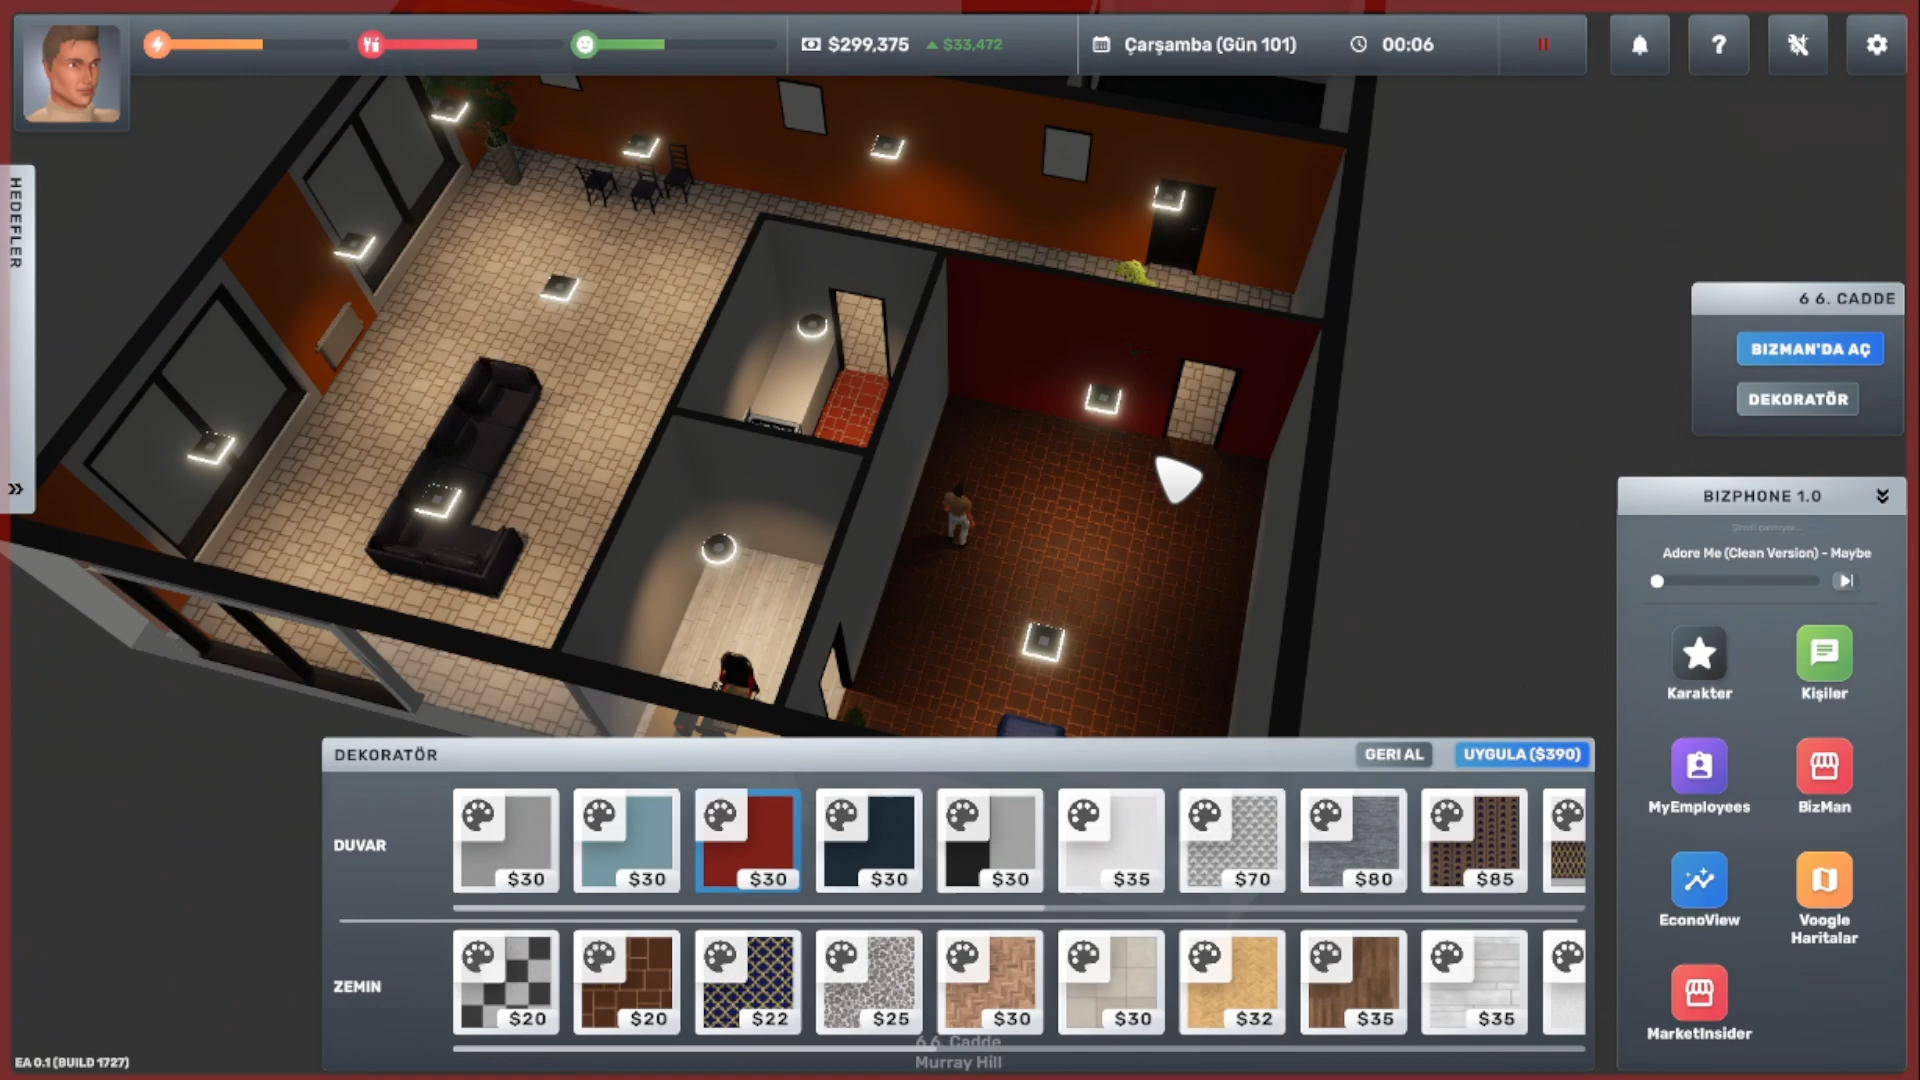 $299,375
$33,472
Çarşamba (Gün 101)
00:06
HEDEFLER
6 6. CADDE
BIZMAN'DA AÇ
DEKORATÖR
BIZPHONE 1.0
Adore Me (Clean Version) - Maybe
Karakter
Kişiler
MyEmployees
BizMan
EconoView
Voogle
Haritalar
MarketInsider
DEKORATÖR
GERI AL
UYGULA ($390)
DUVAR
$30
$30
$30
$30
$30
$35
$70
$80
$85
ZEMIN
$20
$20
$22
$25
$30
$30
$32
$35
$35
6 6. Cadde
Murray Hill
EA 0.1 (BUILD 1727)